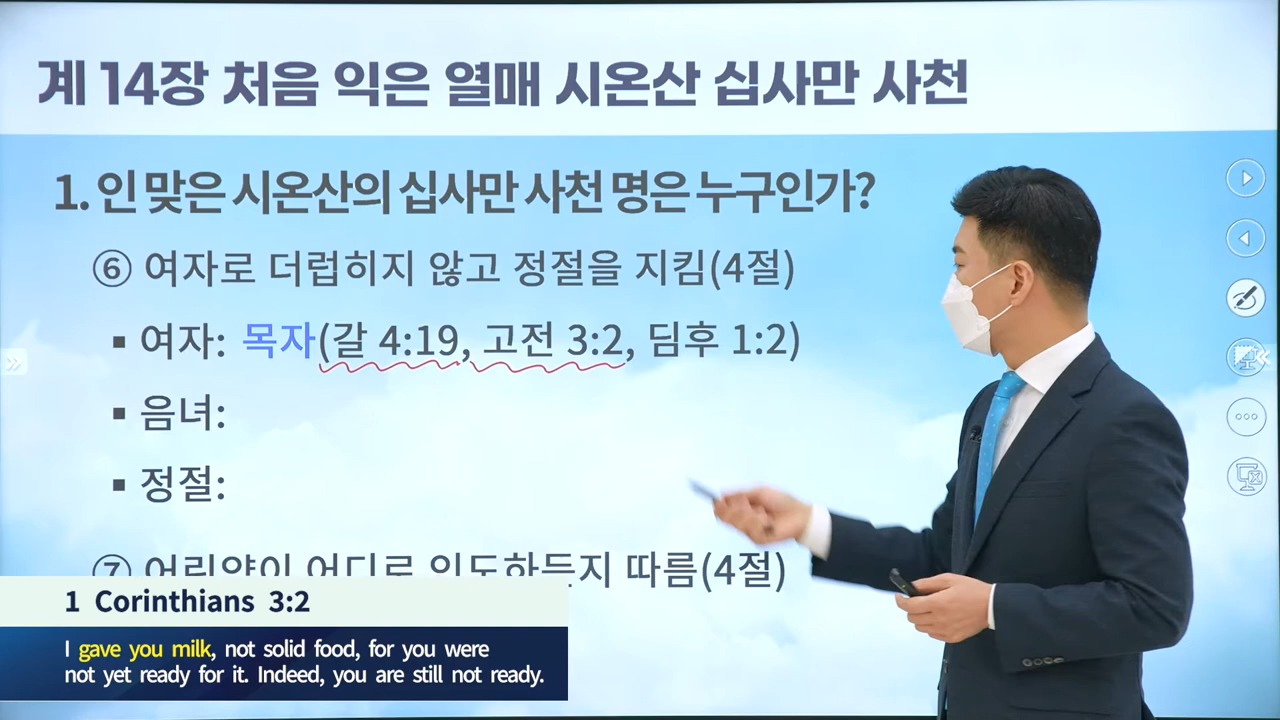 계 14장 처음 익은 열매 시온산 십사만 사천
1. 인 맞은 시온산의 십사만 사천 명은 누구인가?
⑥ 여자로 더럽히지 않고 정절을 지킴(4절)
▪ 여자: 목자(갈 4:19, 고전 3:2, 딤후 1:2)
▪ 음녀:
▪ 정절:
⑦ 어린양이 어디로 인도하든지 따름(4절)
1 Corinthians 3:2
I gave you milk, not solid food, for you were
not yet ready for it. Indeed, you are still not ready.